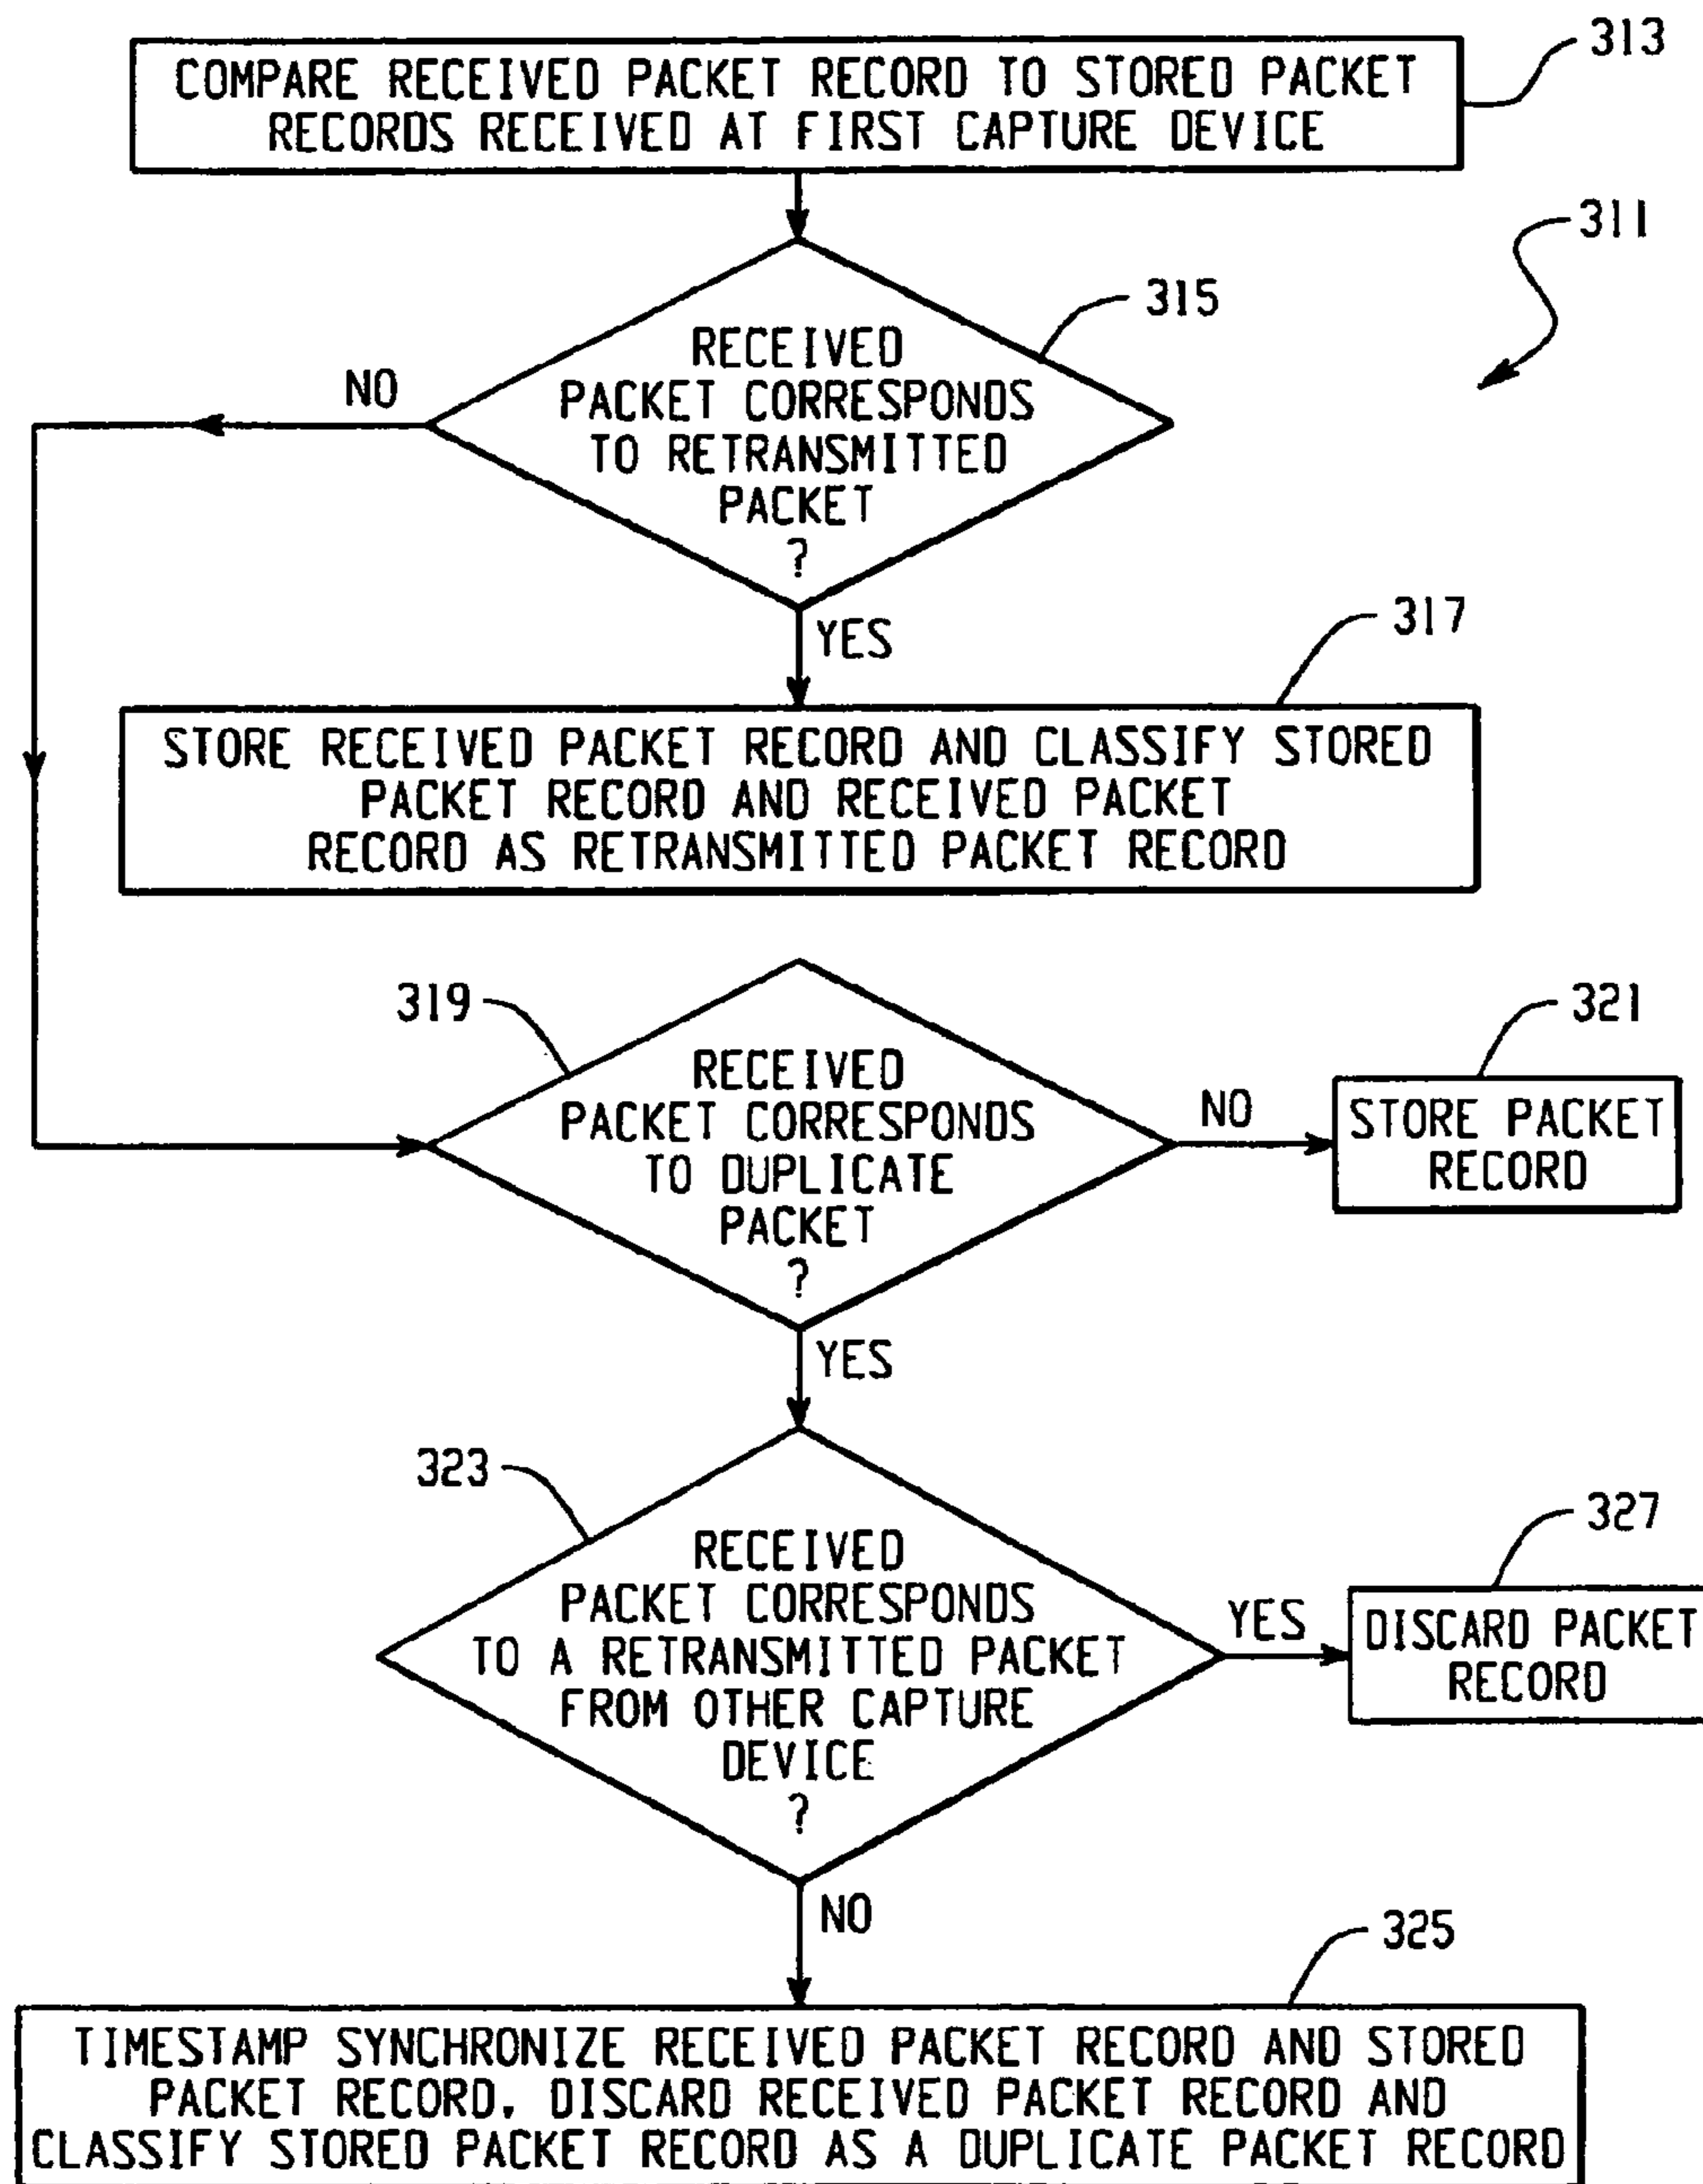 313
COMPARE RECEIVED PACKET RECORD TO STORED PACKET
RECORDS RECEIVED AT FIRST CAPTURE DEVICE
311
315
RECEIVED
PACKET CORRESPONDS
TO RETRANSMITTED
PACKET
?
NO
YES
317
STORE RECEIVED PACKET RECORD AND CLASSIFY STORED
PACKET RECORD AND RECEIVED PACKET
RECORD AS RETRANSMITTED PACKET RECORD
319
RECEIVED
PACKET CORRESPONDS
TO DUPLICATE
PACKET
?
NO
321
STORE PACKET
RECORD
YES
323
RECEIVED
PACKET CORRESPONDS
TO A RETRANSMITTED PACKET
FROM OTHER CAPTURE
DEVICE
?
YES
327
DISCARD PACKET
RECORD
NO
325
TIMESTAMP SYNCHRONIZE RECEIVED PACKET RECORD AND STORED
PACKET RECORD, DISCARD RECEIVED PACKET RECORD AND
CLASSIFY STORED PACKET RECORD AS A DUPLICATE PACKET RECORD